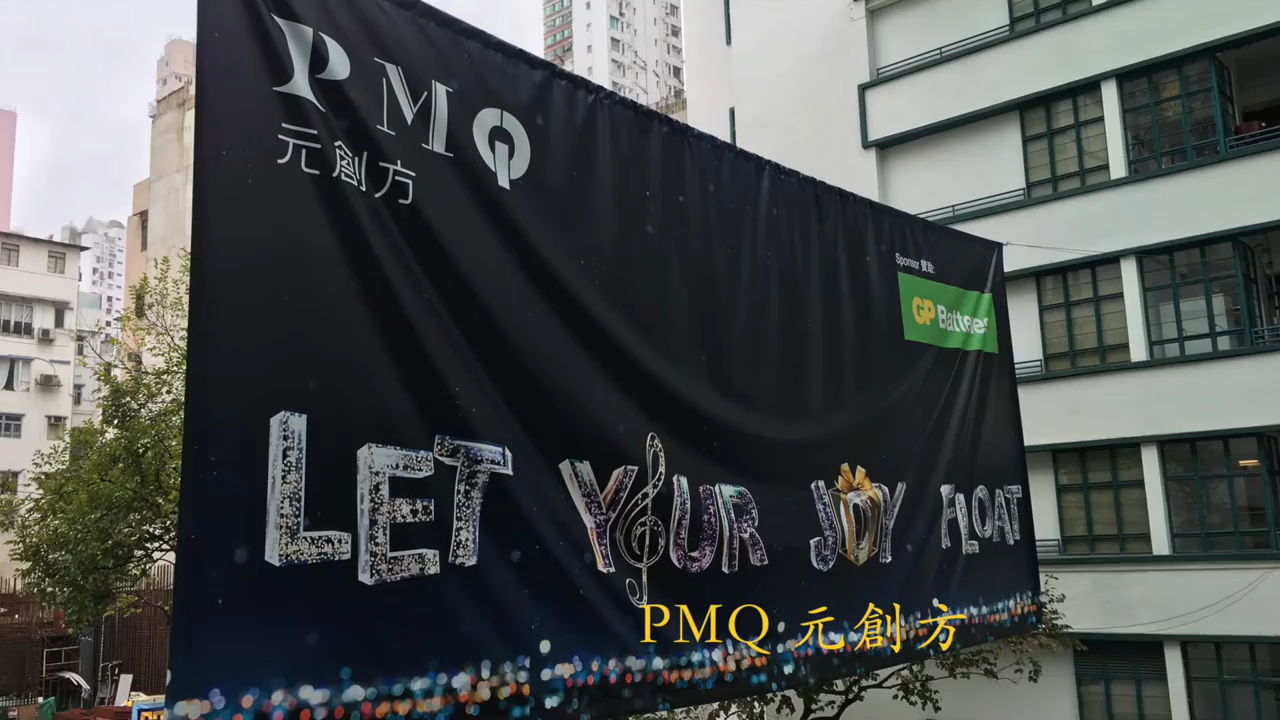 PMQ
元創方
Sponsor 贊助:
GP Batteries
LET YOUR JOY FLOAT
PMQ 元創方